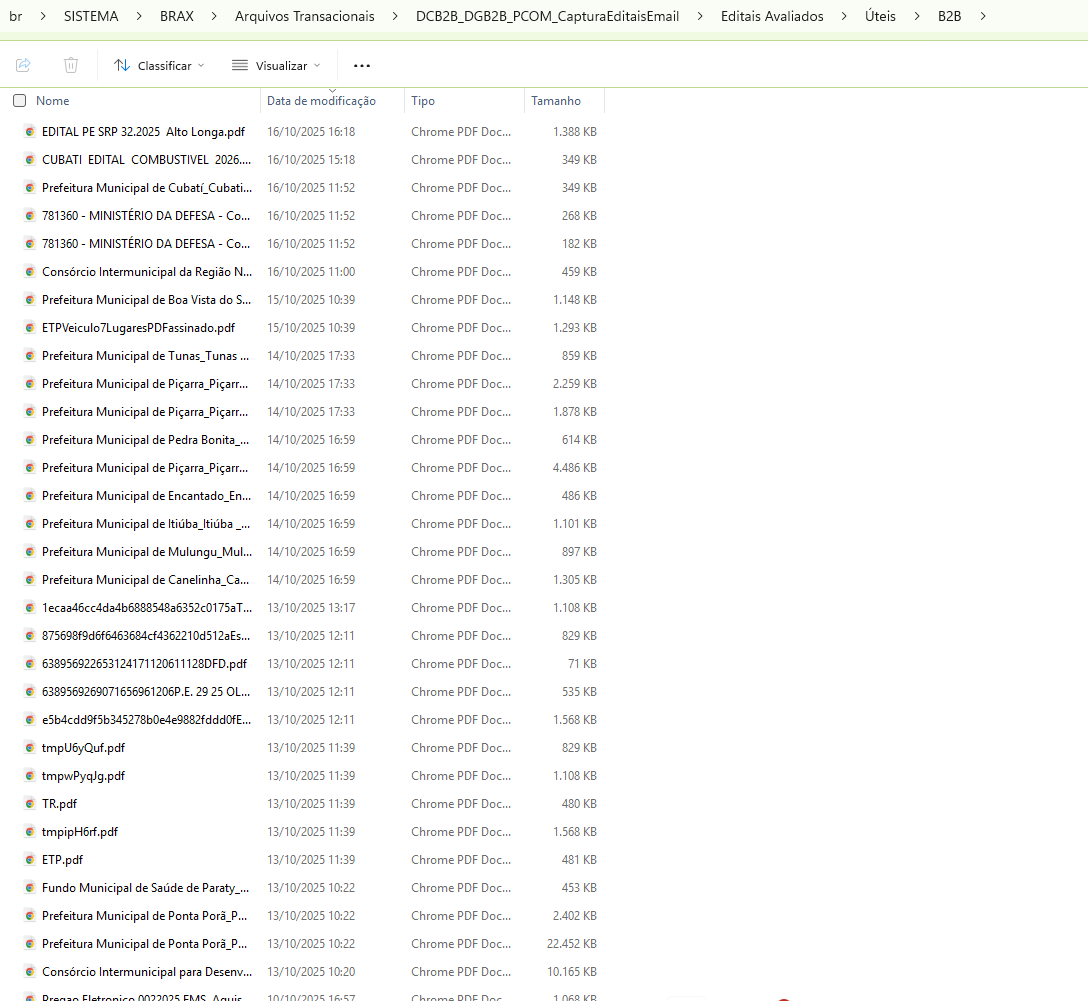 br > SISTEMA > BRAX > Arquivos Transacionais > DCB2B_DGB2B_PCOM_CapturaEditaisEmail > Editais Avaliados > Úteis > B2B >
Classificar Visualizar ...
Nome Data de modificação Tipo Tamanho
EDITAL PE SRP 32.2025 Alto Longa.pdf 16/10/2025 16:18 Chrome PDF Doc... 1.388 KB
CUBATI EDITAL COMBUSTIVEL 2026.... 16/10/2025 15:18 Chrome PDF Doc... 349 KB
Prefeitura Municipal de Cubatí_Cubati... 16/10/2025 11:52 Chrome PDF Doc... 349 KB
781360 - MINISTÉRIO DA DEFESA - Co... 16/10/2025 11:52 Chrome PDF Doc... 268 KB
781360 - MINISTÉRIO DA DEFESA - Co... 16/10/2025 11:52 Chrome PDF Doc... 182 KB
Consórcio Intermunicipal da Região N... 16/10/2025 11:00 Chrome PDF Doc... 459 KB
Prefeitura Municipal de Boa Vista do S... 15/10/2025 10:39 Chrome PDF Doc... 1.148 KB
ETPVeiculo7LugaresPDFassinado.pdf 15/10/2025 10:39 Chrome PDF Doc... 1.293 KB
Prefeitura Municipal de Tunas_Tunas ... 14/10/2025 17:33 Chrome PDF Doc... 859 KB
Prefeitura Municipal de Piçarra_Piçarr... 14/10/2025 17:33 Chrome PDF Doc... 2.259 KB
Prefeitura Municipal de Piçarra_Piçarr... 14/10/2025 17:33 Chrome PDF Doc... 1.878 KB
Prefeitura Municipal de Pedra Bonita_... 14/10/2025 16:59 Chrome PDF Doc... 614 KB
Prefeitura Municipal de Piçarra_Piçarr... 14/10/2025 16:59 Chrome PDF Doc... 4.486 KB
Prefeitura Municipal de Encantado_En... 14/10/2025 16:59 Chrome PDF Doc... 486 KB
Prefeitura Municipal de Itiúba_Itiúba _... 14/10/2025 16:59 Chrome PDF Doc... 1.101 KB
Prefeitura Municipal de Mulungu_Mul... 14/10/2025 16:59 Chrome PDF Doc... 897 KB
Prefeitura Municipal de Canelinha_Ca... 14/10/2025 16:59 Chrome PDF Doc... 1.305 KB
1ecaa46cc4da4b6888548a6352c0175aT... 13/10/2025 13:17 Chrome PDF Doc... 1.108 KB
875698f9d6f6463684cf4362210d512aEs... 13/10/2025 12:11 Chrome PDF Doc... 829 KB
638956922653124171120611128DFD.pdf 13/10/2025 12:11 Chrome PDF Doc... 71 KB
6389569269071656961206P.E. 29 25 OL... 13/10/2025 12:11 Chrome PDF Doc... 535 KB
e5b4cdd9f5b345278b0e4e9882fddd0fE... 13/10/2025 12:11 Chrome PDF Doc... 1.568 KB
tmpU6yQuf.pdf 13/10/2025 11:39 Chrome PDF Doc... 829 KB
tmpwPyqJg.pdf 13/10/2025 11:39 Chrome PDF Doc... 1.108 KB
TR.pdf 13/10/2025 11:39 Chrome PDF Doc... 480 KB
tmpipH6rf.pdf 13/10/2025 11:39 Chrome PDF Doc... 1.568 KB
ETP.pdf 13/10/2025 11:39 Chrome PDF Doc... 481 KB
Fundo Municipal de Saúde de Paraty_... 13/10/2025 10:22 Chrome PDF Doc... 453 KB
Prefeitura Municipal de Ponta Porã_P... 13/10/2025 10:22 Chrome PDF Doc... 2.402 KB
Prefeitura Municipal de Ponta Porã_P... 13/10/2025 10:22 Chrome PDF Doc... 22.452 KB
Consórcio Intermunicipal para Desenv... 13/10/2025 10:20 Chrome PDF Doc... 10.165 KB
Pregao Eletronico 0022025 FMS_Aquis... 10/10/2025 16:57 Chrome PDF Doc... 1.068 KB